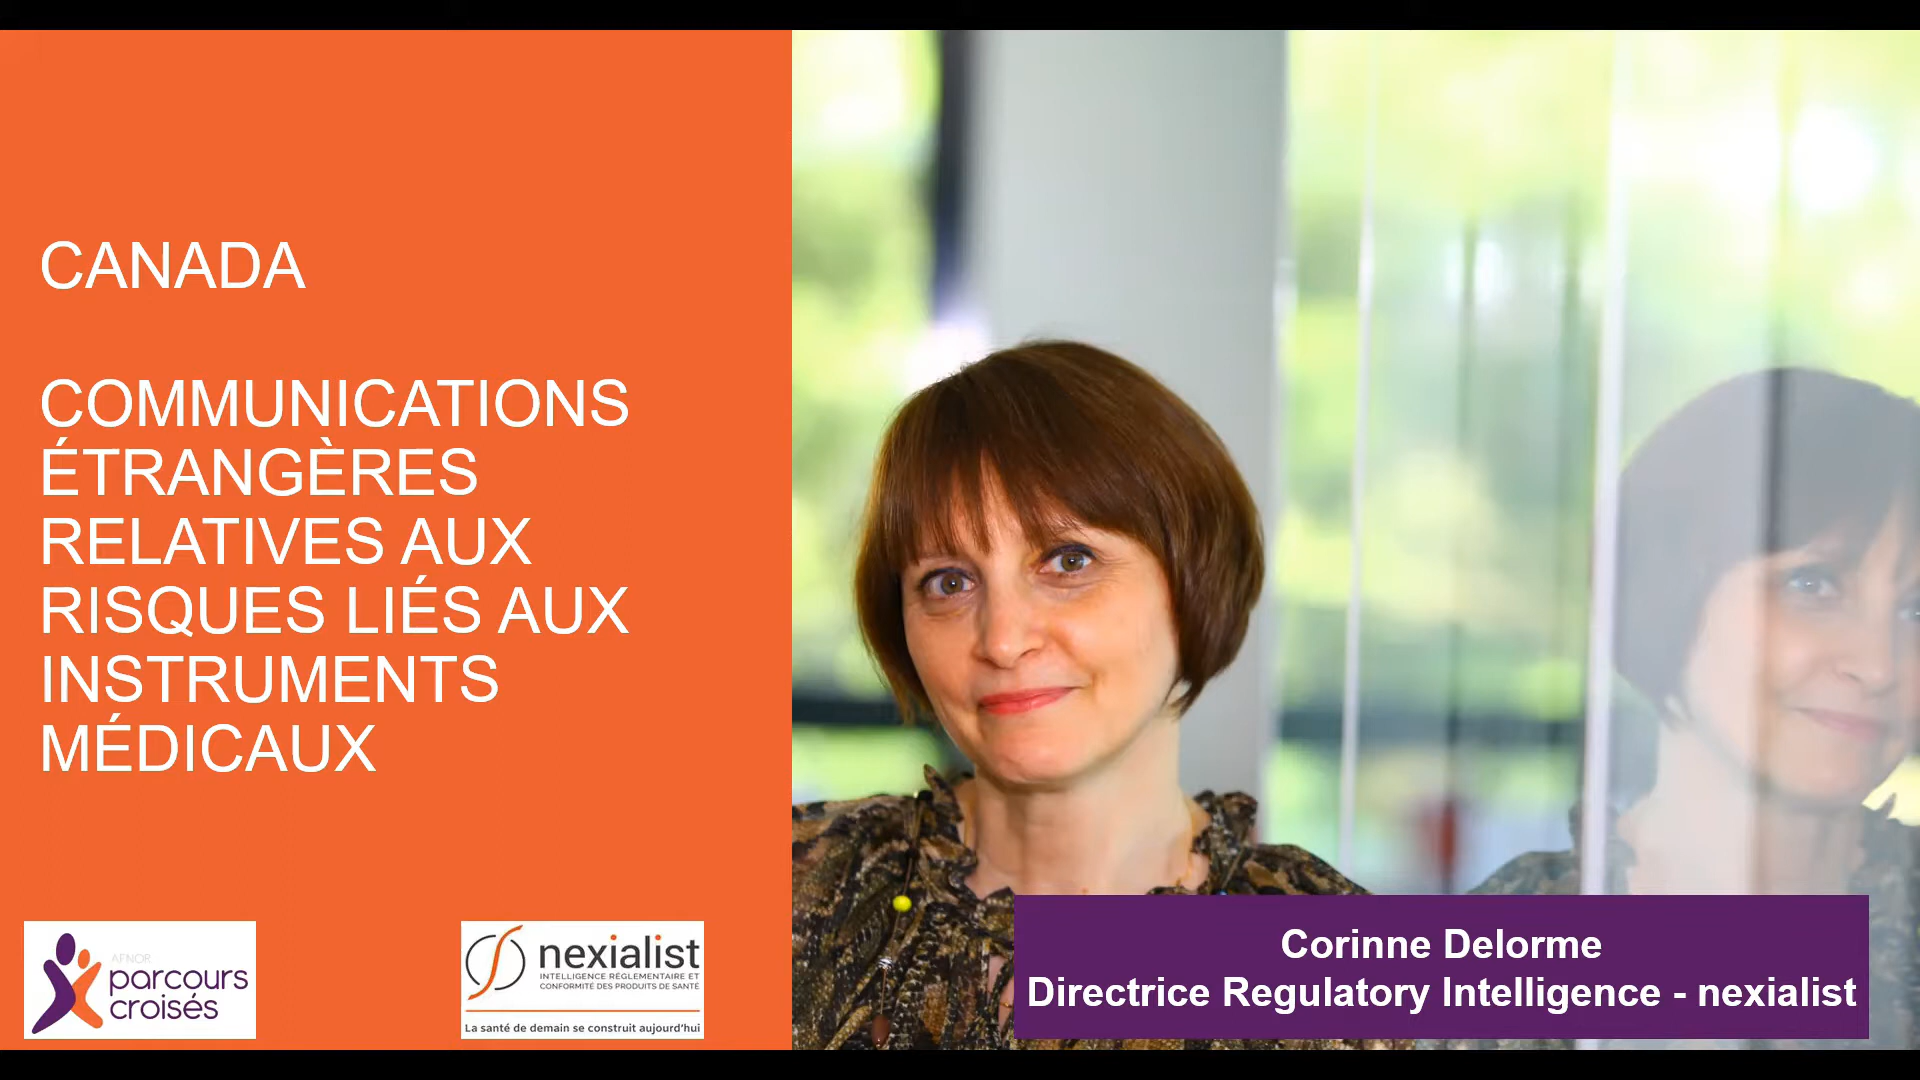 CANADA
COMMUNICATIONS
ÉTRANGÈRES
RELATIVES AUX
RISQUES LIÉS AUX
INSTRUMENTS
MÉDICAUX
AFNOR
parcours
croisés
nexialist
INTELLIGENCE RÉGLEMENTAIRE ET
CONFORMITÉ DES PRODUITS DE SANTÉ
La santé de demain se construit aujourd'hui
Corinne Delorme
Directrice Regulatory Intelligence - nexialist